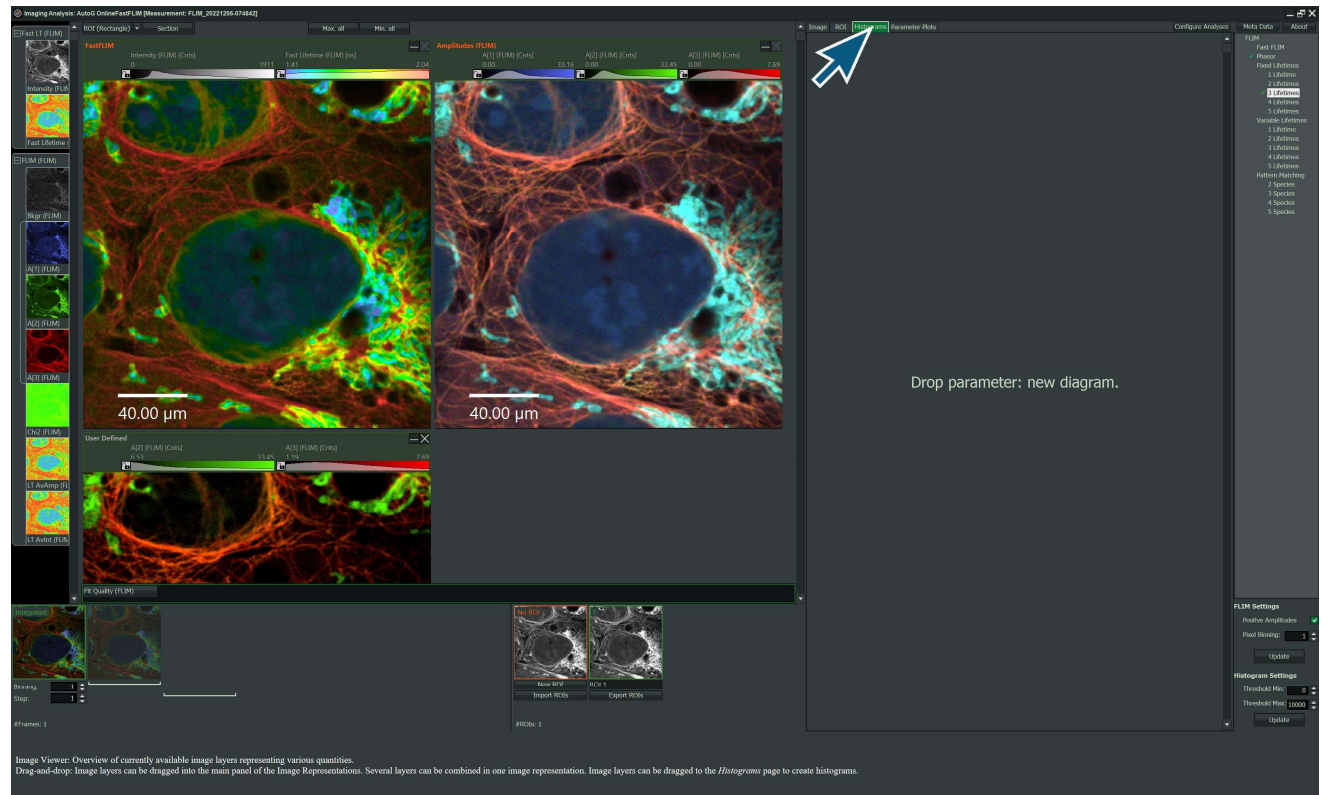 Imaging Analysis: AutoG OnlineFastFLIM [Measurement: FLIM_20221206-074842]
Fast LT (FLIM)
Intensity (FLIM
Fast Lifetime (
FLIM (FLIM)
Bkgr (FLIM)
A[1] (FLIM)
A[2] (FLIM)
A[3] (FLIM)
Chi2 (FLIM)
LT AvAmp (FL
LT AvInt (FLIM
ROI (Rectangle) Section Max. all Min. all
FastFLIM
Intensity (FLIM) [Cnts] Fast Lifetime (FLIM) [ns]
0 1911 1.41 2.04
40.00 µm
Amplitudes (FLIM)
A[1] (FLIM) [Cnts] A[2] (FLIM) [Cnts] A[3] (FLIM) [Cnts]
0.00 33.16 0.00 33.45 0.00 7.69
40.00 µm
User Defined
A[2] (FLIM) [Cnts] A[3] (FLIM) [Cnts]
6.53 33.45 1.19 7.69
Fit Quality (FLIM)
Image ROI Histograms Parameter Plots Configure Analyses
Drop parameter: new diagram.
Meta Data About
FLIM
Fast FLIM
Phasor
Fixed Lifetimes
1 Lifetime
2 Lifetimes
3 Lifetimes
4 Lifetimes
5 Lifetimes
Variable Lifetimes
1 Lifetime
2 Lifetimes
3 Lifetimes
4 Lifetimes
5 Lifetimes
Pattern Matching
2 Species
3 Species
4 Species
5 Species
FLIM Settings
Positve Amplitudes
Pixel Binning: 1
Update
Histogram Settings
Threshold Min: 0
Threshold Max: 10000
Update
Integrated
Binning: 1
Step: 1
#Frames: 1
No ROI 1
New ROI ROI 1
Import ROIs Export ROIs
#ROIs: 1
Image Viewer: Overview of currently available image layers representing various quantities.
Drag-and-drop: Image layers can be dragged into the main panel of the Image Representations. Several layers can be combined in one image representation. Image layers can be dragged to the Histograms page to create histograms.